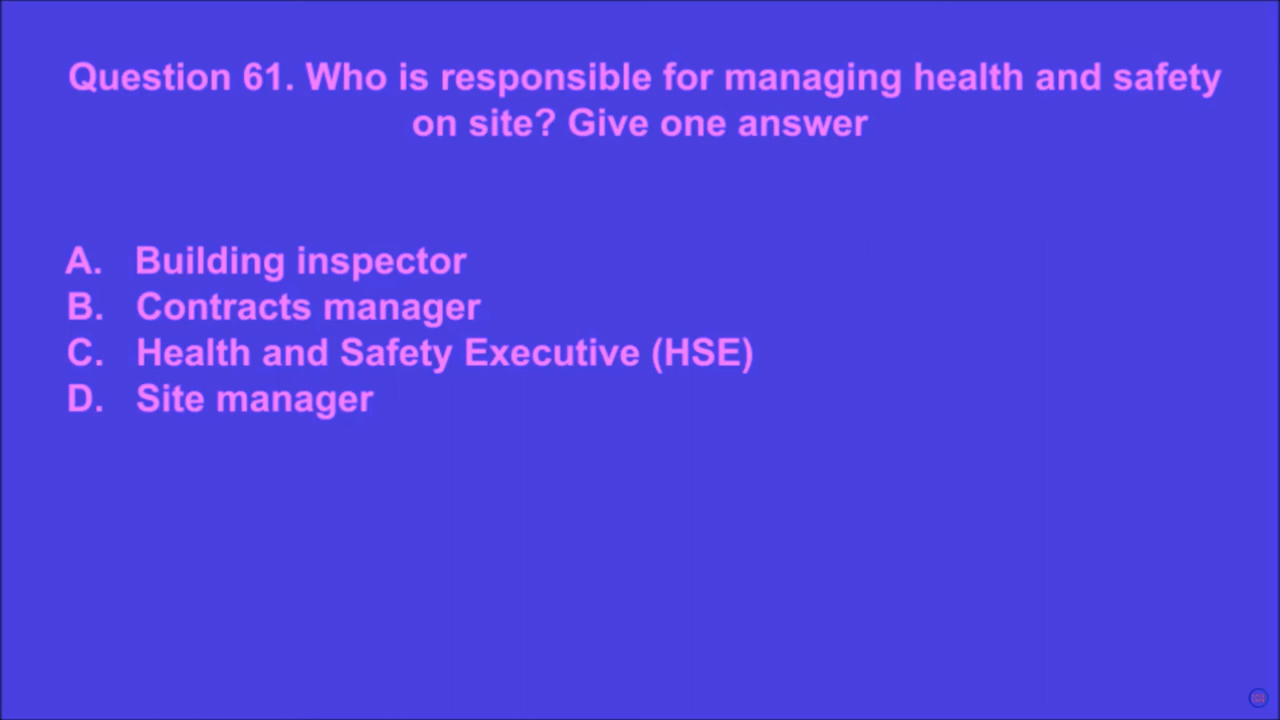 Question 61. Who is responsible for managing health and safety
on site? Give one answer
A. Building inspector
B. Contracts manager
C. Health and Safety Executive (HSE)
D. Site manager